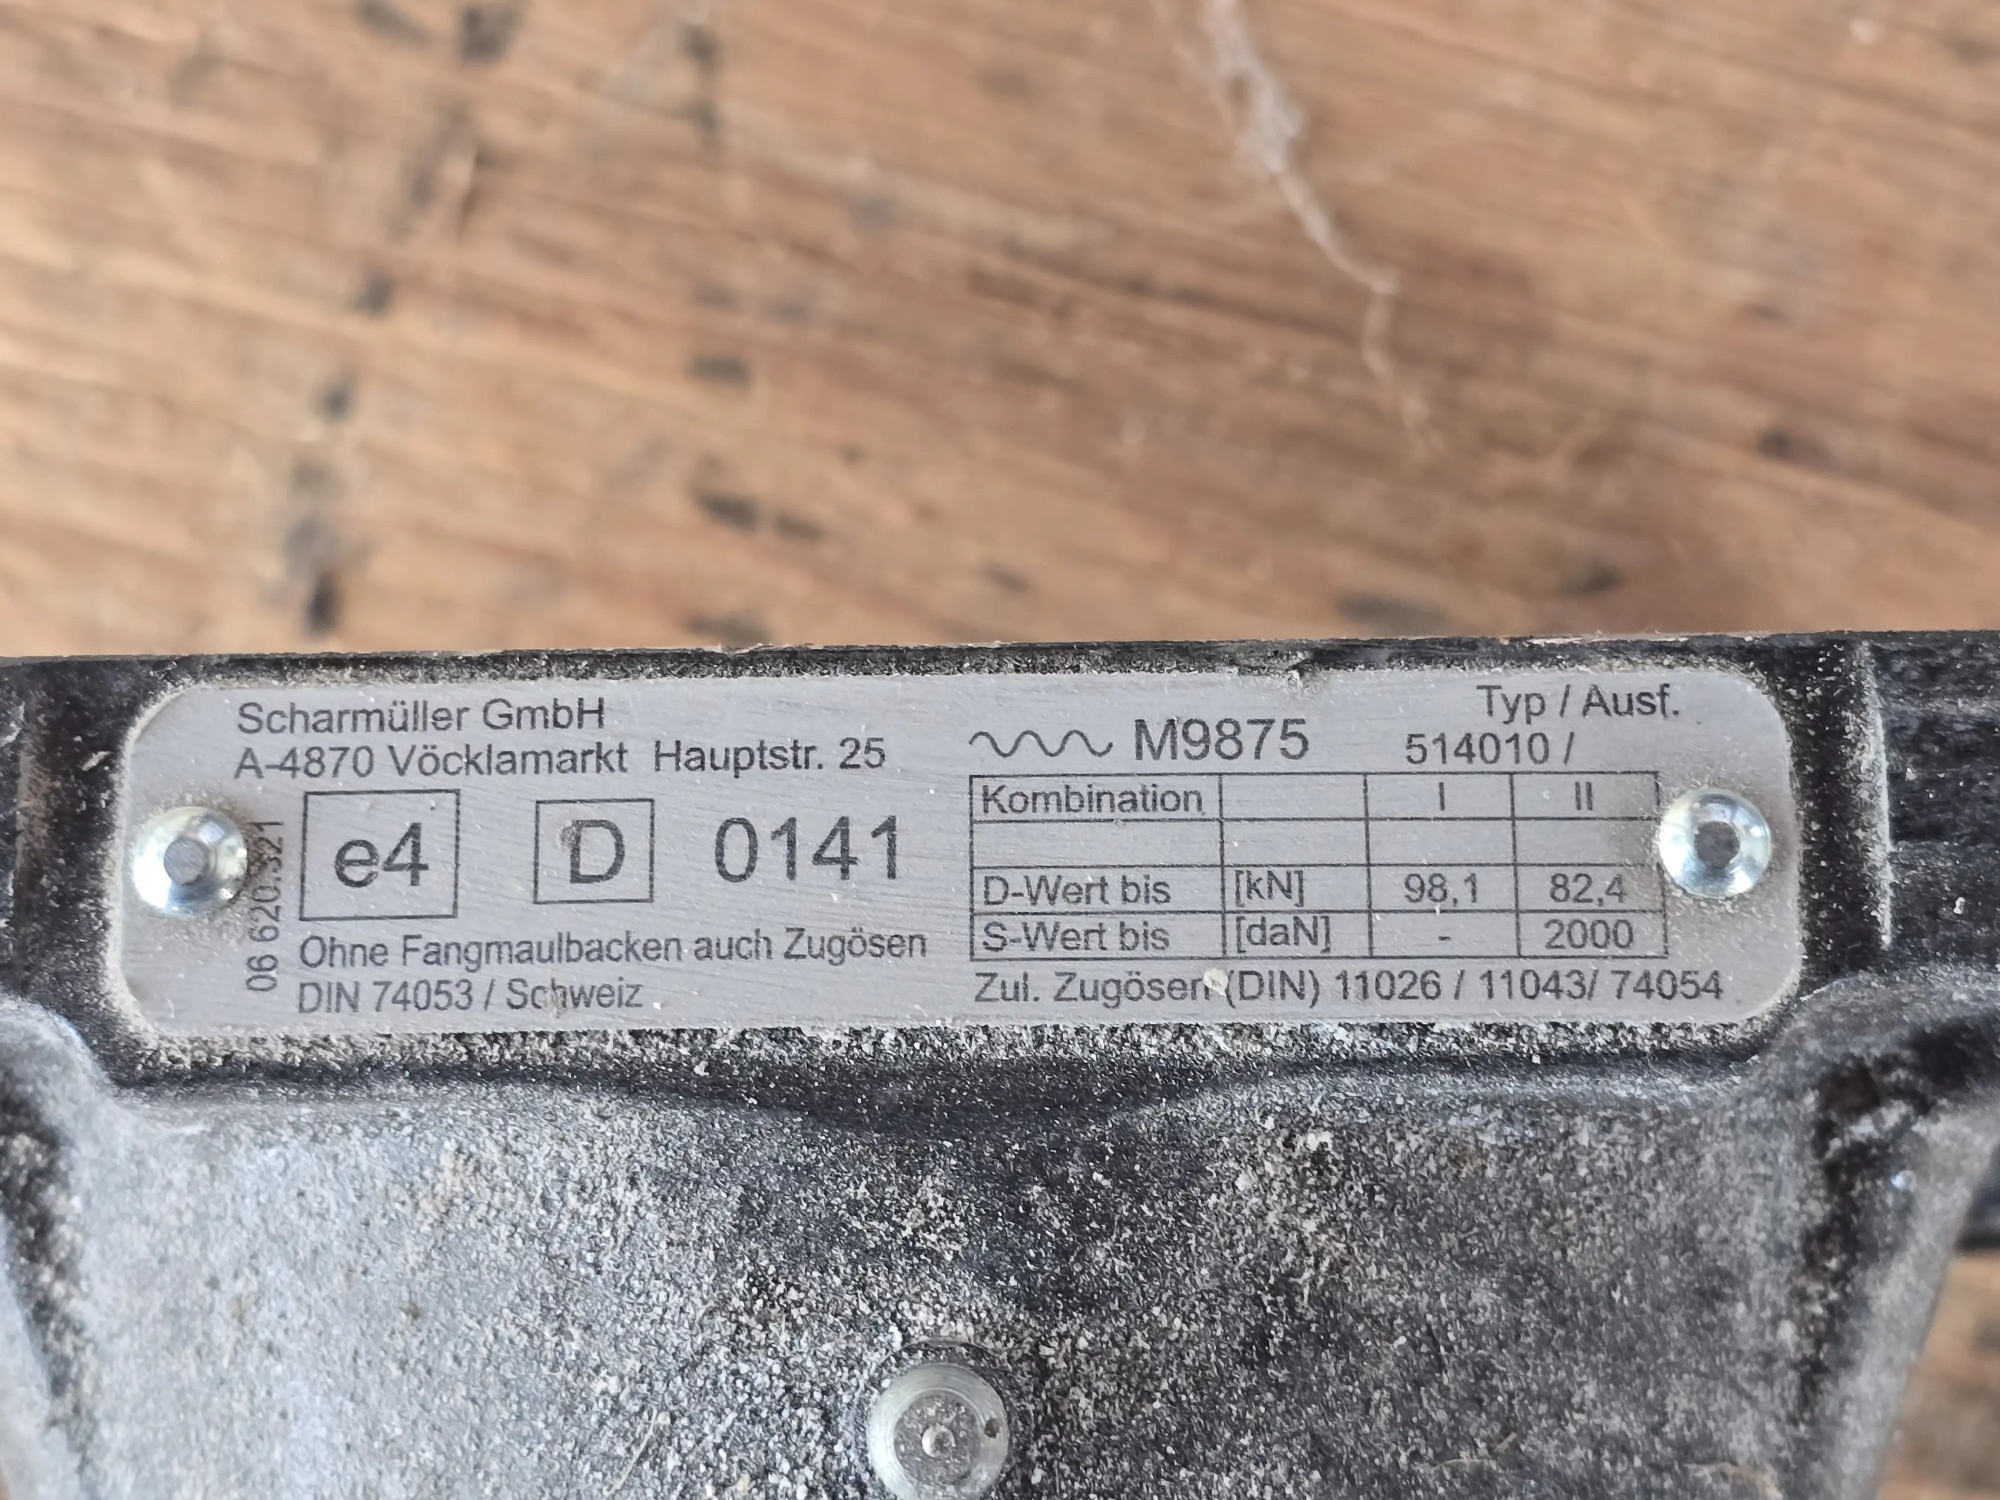 Scharmüller GmbH
A-4870 Vöcklamarkt Hauptstr. 25
e4 D 0141
06 620.321
Ohne Fangmaulbacken auch Zugösen
DIN 74053 / Schweiz
M9875
Typ / Ausf.
514010 /
Kombination I II
D-Wert bis [kN] 98,1 82,4
S-Wert bis [daN] - 2000
Zul. Zugösen (DIN) 11026 / 11043/ 74054